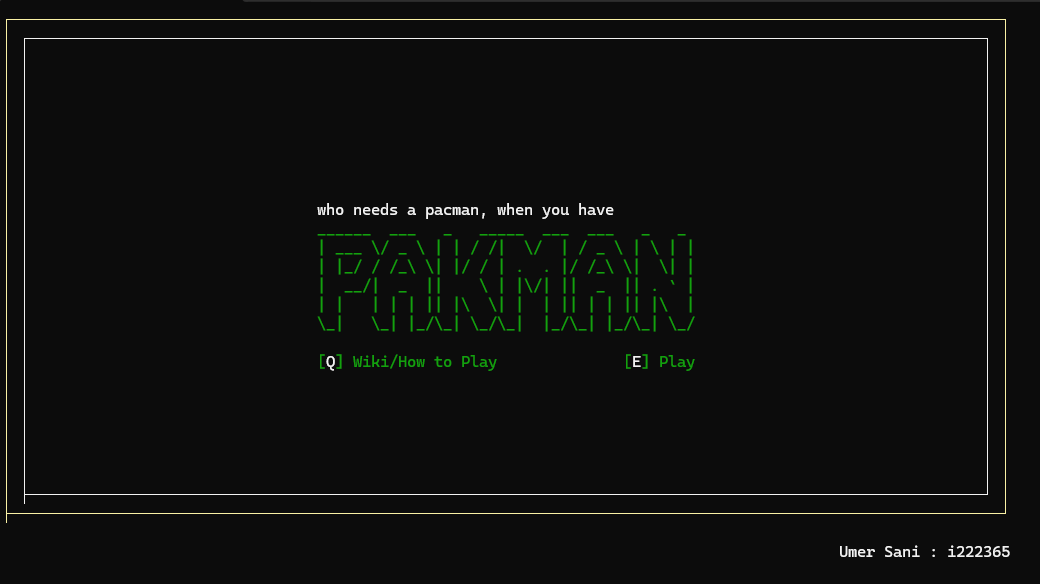 who needs a pacman, when you have
PAKMAN
[Q] Wiki/How to Play [E] Play
Umer Sani : i222365